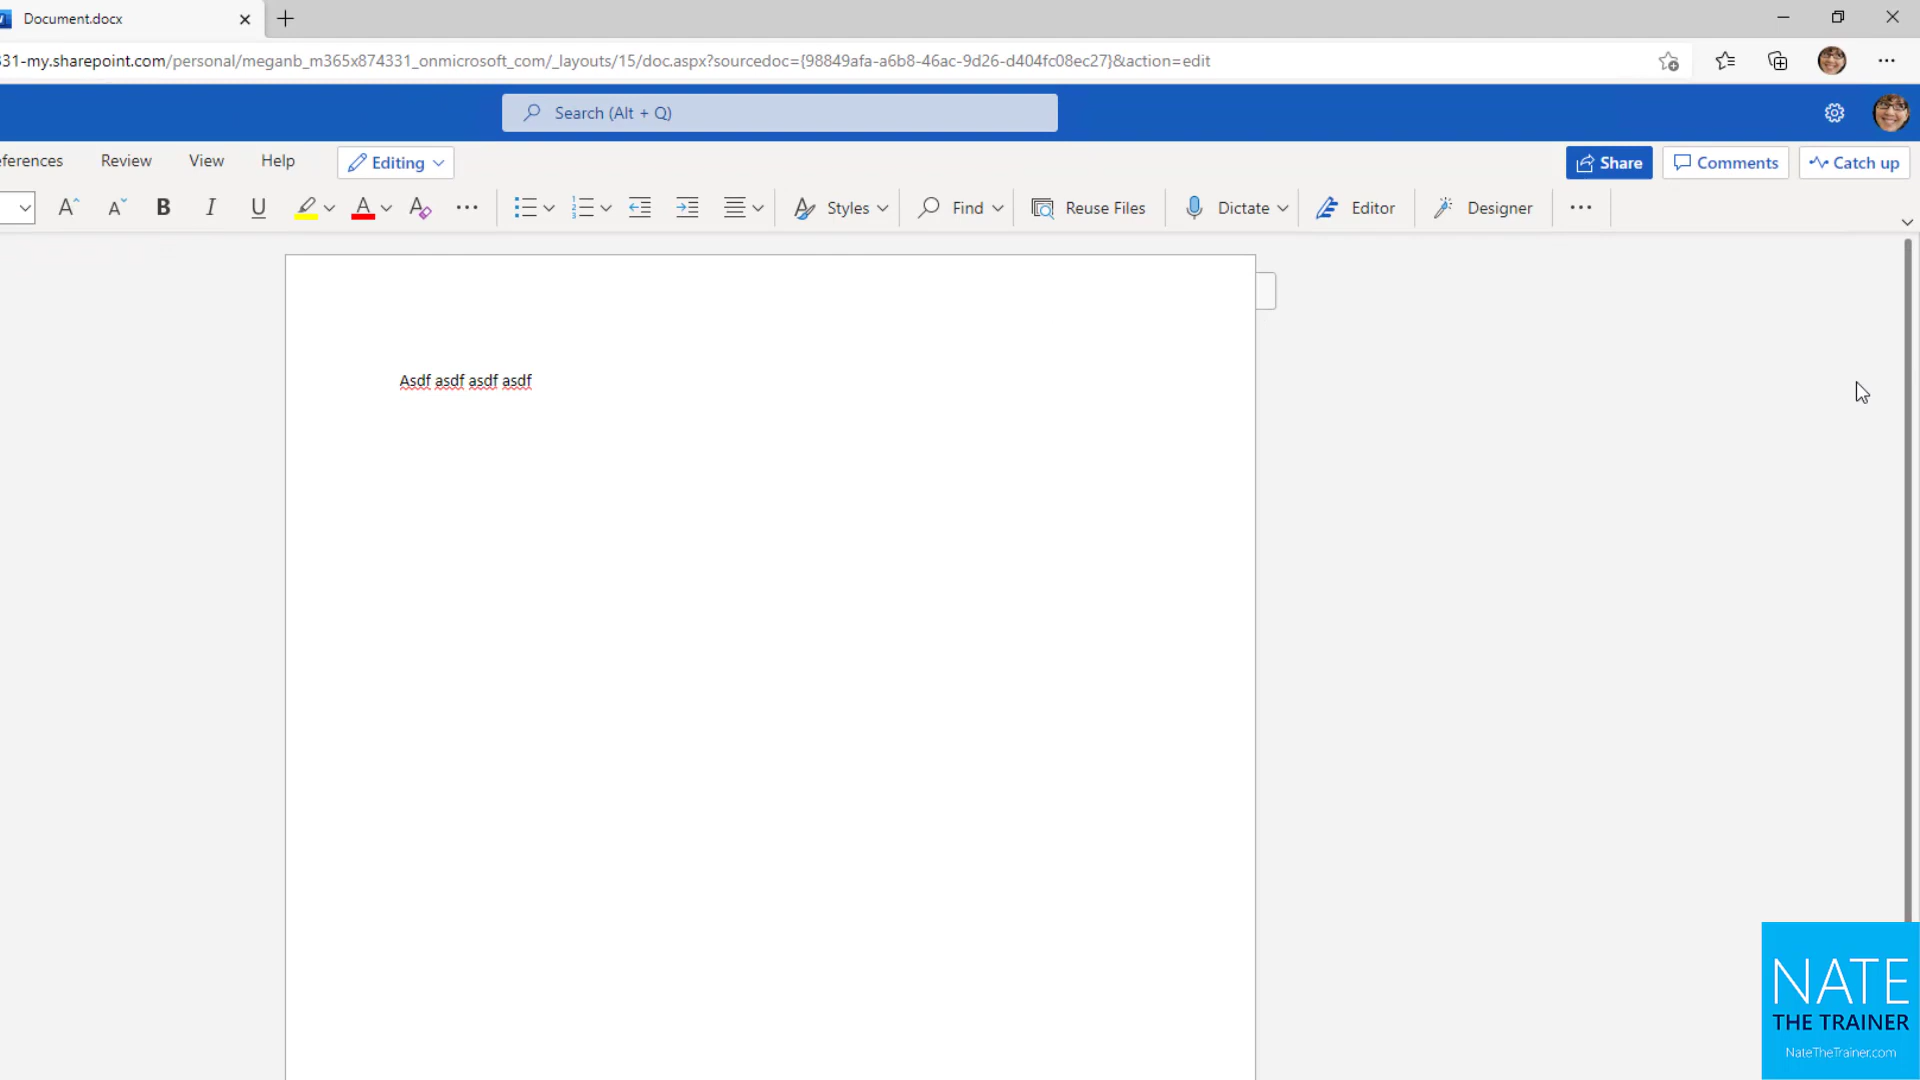 Document.docx
31-my.sharepoint.com/personal/meganb_m365x874331_onmicrosoft_com/_layouts/15/doc.aspx?sourcedoc={98849afa-a6b8-46ac-9d26-d404fc08ec27}&action=edit
Search (Alt + Q)
eferences Review View Help Editing Share Comments Catch up
A A B I U A A Styles Find Reuse Files Dictate Editor Designer
Asdf asdf asdf asdf
NATE
THE TRAINER
NateTheTrainer.com